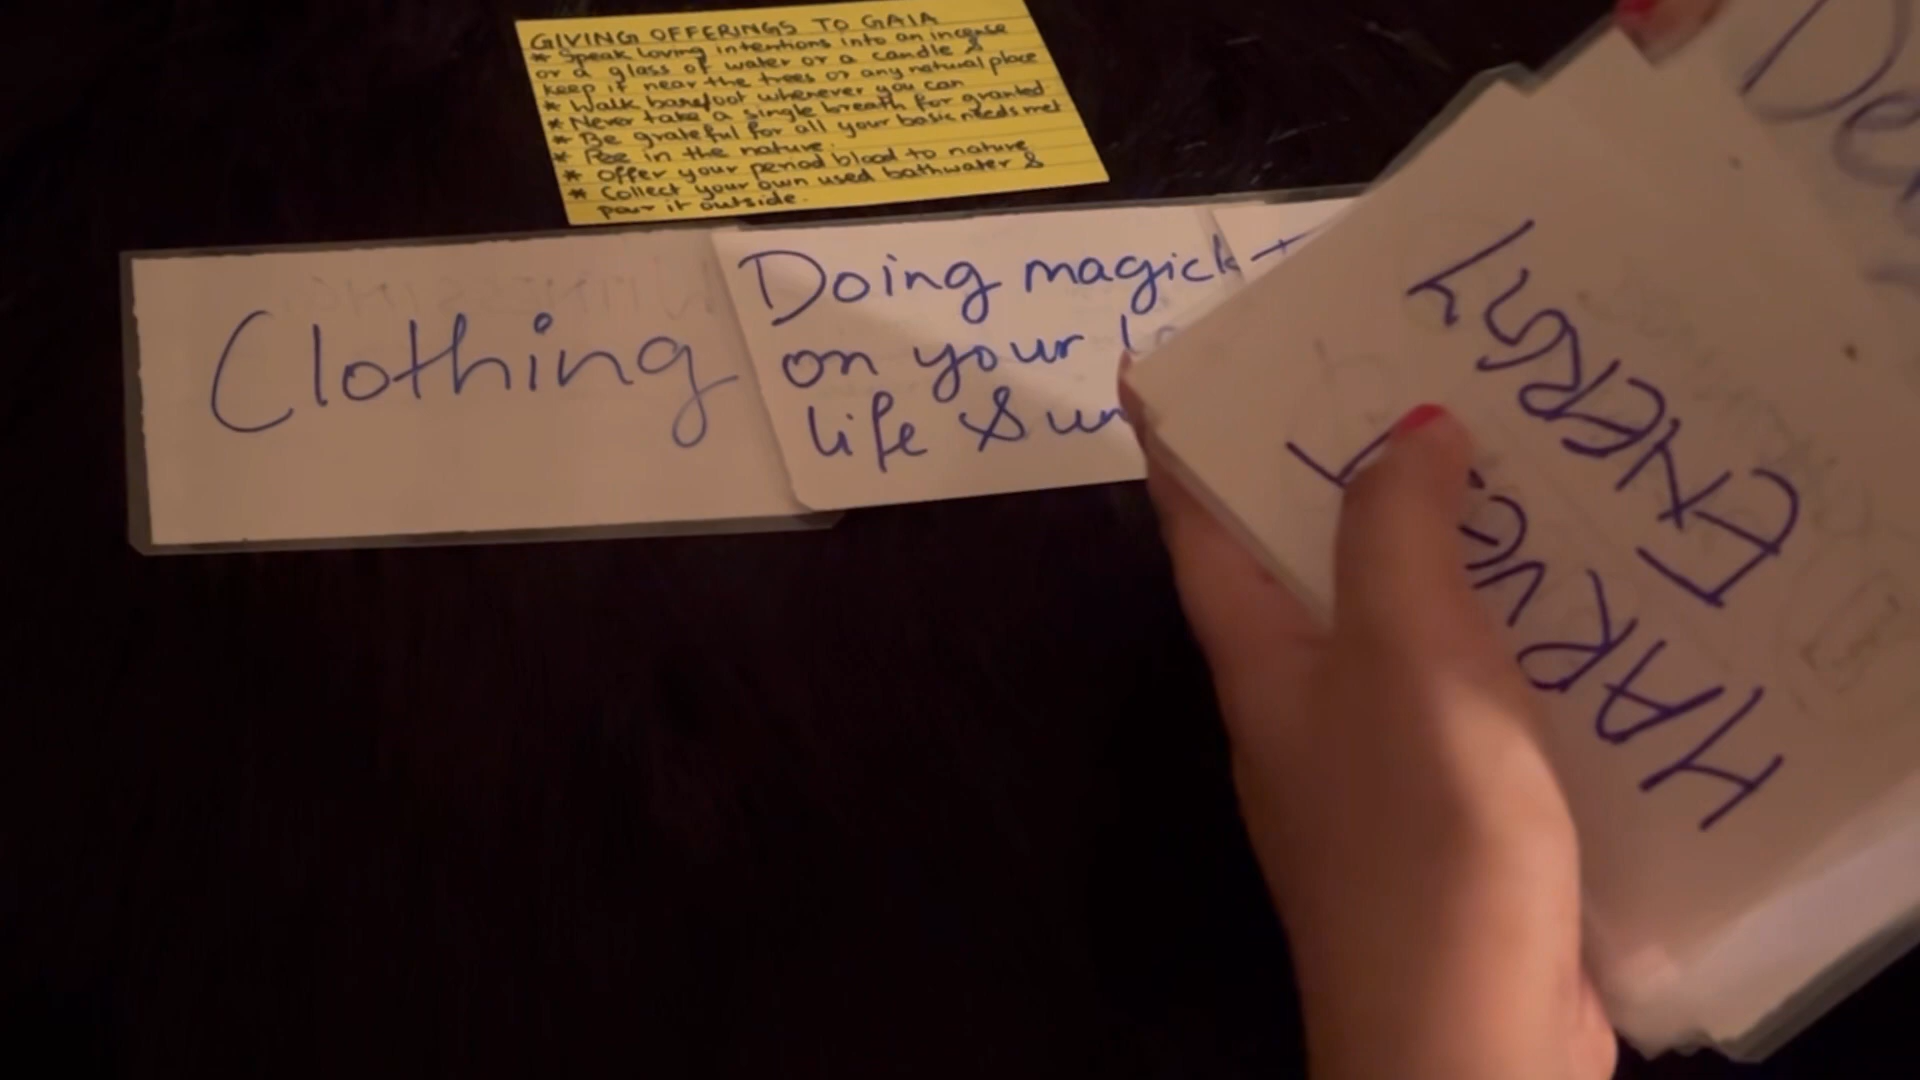 GIVING OFFERINGS TO GAIA
* Speak loving intentions into an incense
or a glass of water or a candle &
keep it near the trees or any natural place
* Walk barefoot whenever you can
* Never take a single breath for granted
* Be grateful for all your basic needs met
* Pee in the nature.
* Offer your period blood to nature
* Collect your own used bathwater &
pour it outside.
Clothing
Doing magick
on your
life &
HARVEST
ENERGY